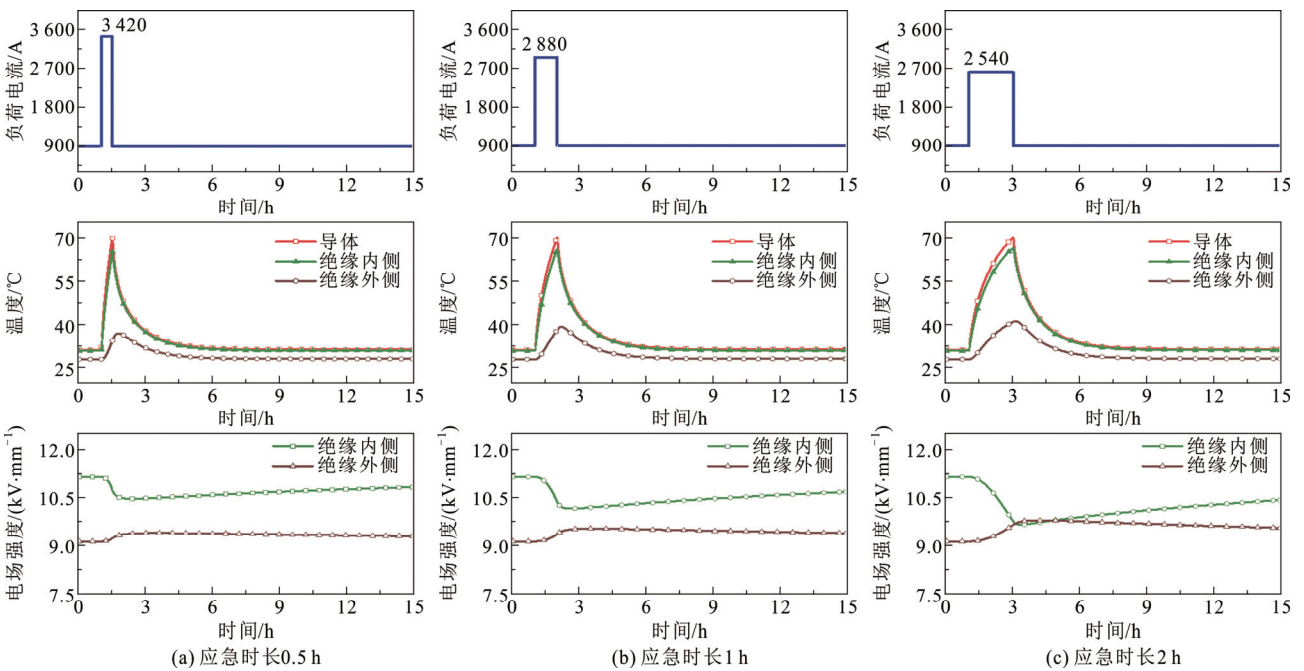 3 600
2 700
1 800
900
负荷电流/A
3 420
0 3 6 9 12 15
时间/h
3 600
2 700
1 800
900
负荷电流/A
2 880
0 3 6 9 12 15
时间/h
3 600
2 700
1 800
900
负荷电流/A
2 540
0 3 6 9 12 15
时间/h
70
55
40
25
温度/℃
导体
绝缘内侧
绝缘外侧
0 3 6 9 12 15
时间/h
70
55
40
25
温度/℃
导体
绝缘内侧
绝缘外侧
0 3 6 9 12 15
时间/h
70
55
40
25
温度/℃
导体
绝缘内侧
绝缘外侧
0 3 6 9 12 15
时间/h
12.0
10.5
9.0
7.5
电场强度/(kV·mm⁻¹)
绝缘内侧
绝缘外侧
0 3 6 9 12 15
时间/h
(a) 应急时长0.5 h
12.0
10.5
9.0
7.5
电场强度/(kV·mm⁻¹)
绝缘内侧
绝缘外侧
0 3 6 9 12 15
时间/h
(b) 应急时长1 h
12.0
10.5
9.0
7.5
电场强度/(kV·mm⁻¹)
绝缘内侧
绝缘外侧
0 3 6 9 12 15
时间/h
(c) 应急时长2 h